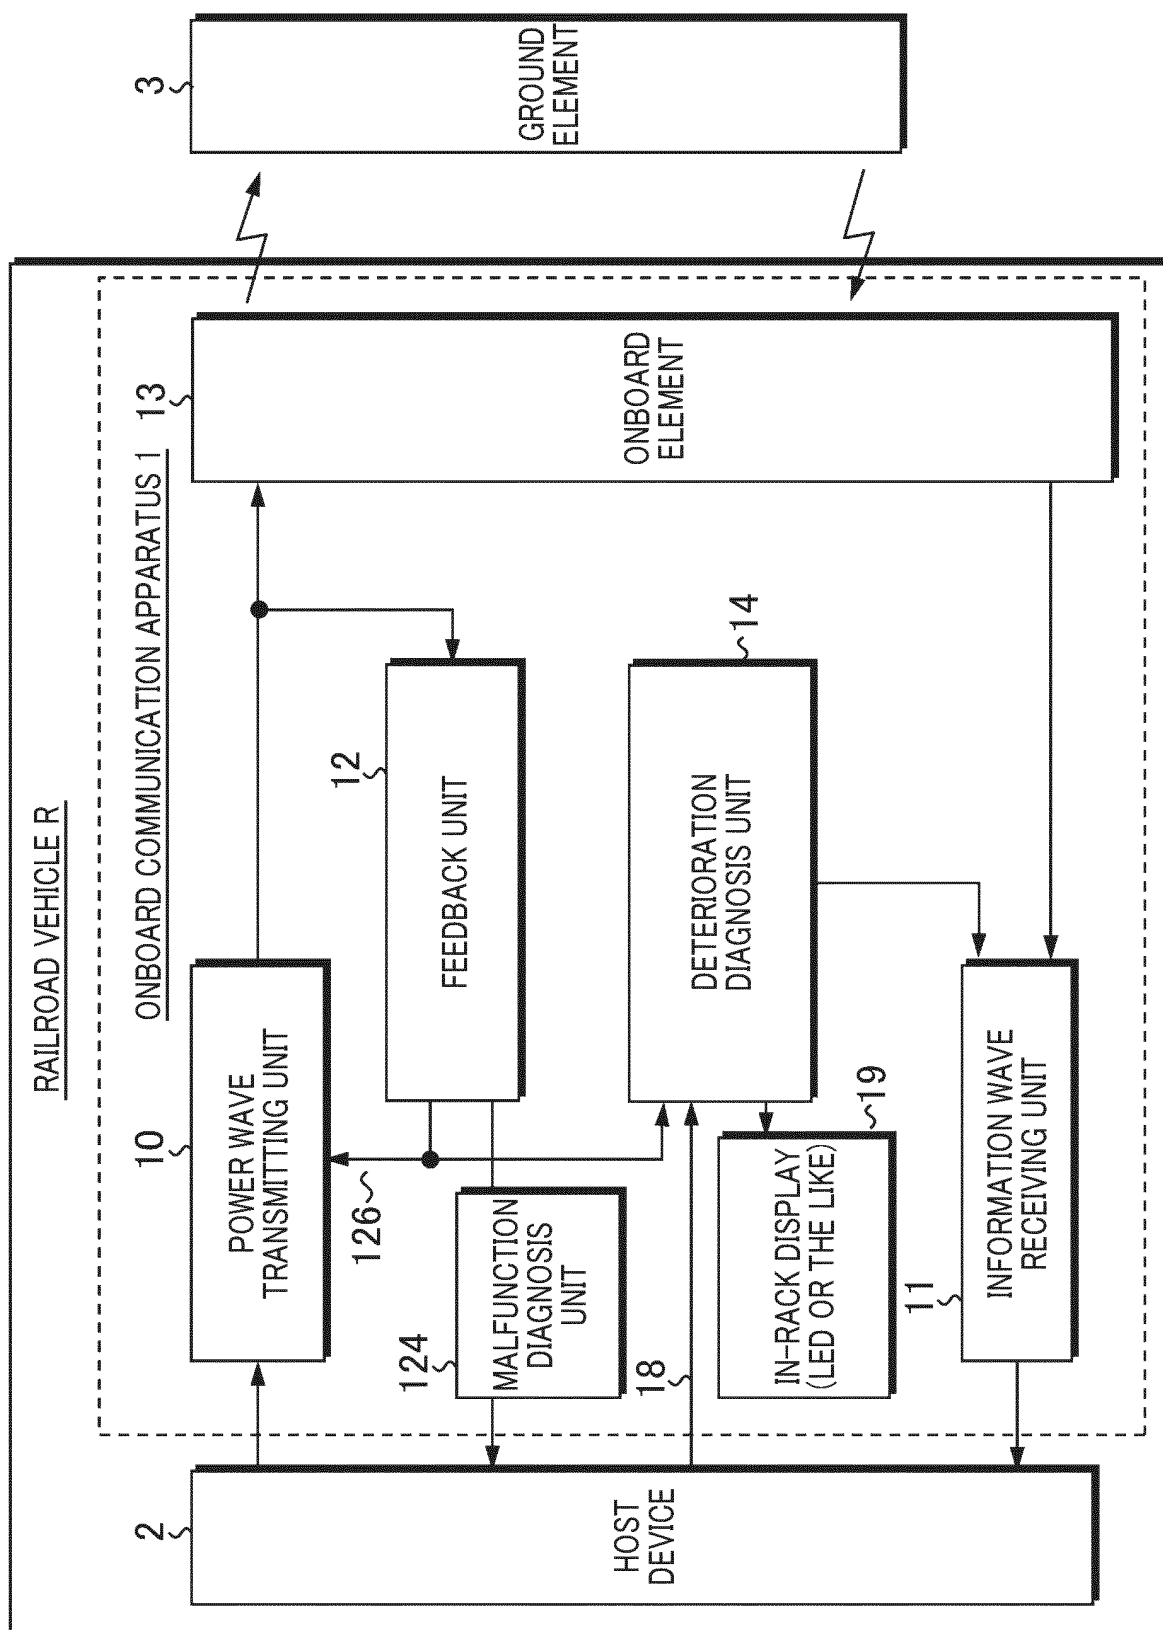 RAILROAD VEHICLE R
ONBOARD COMMUNICATION APPARATUS 1
2
HOST
DEVICE
10
POWER WAVE
TRANSMITTING UNIT
126
12
FEEDBACK UNIT
124
MALFUNCTION
DIAGNOSIS
UNIT
18
14
DETERIORATION
DIAGNOSIS UNIT
19
IN-RACK DISPLAY
(LED OR THE LIKE)
11
INFORMATION WAVE
RECEIVING UNIT
13
ONBOARD
ELEMENT
3
GROUND
ELEMENT